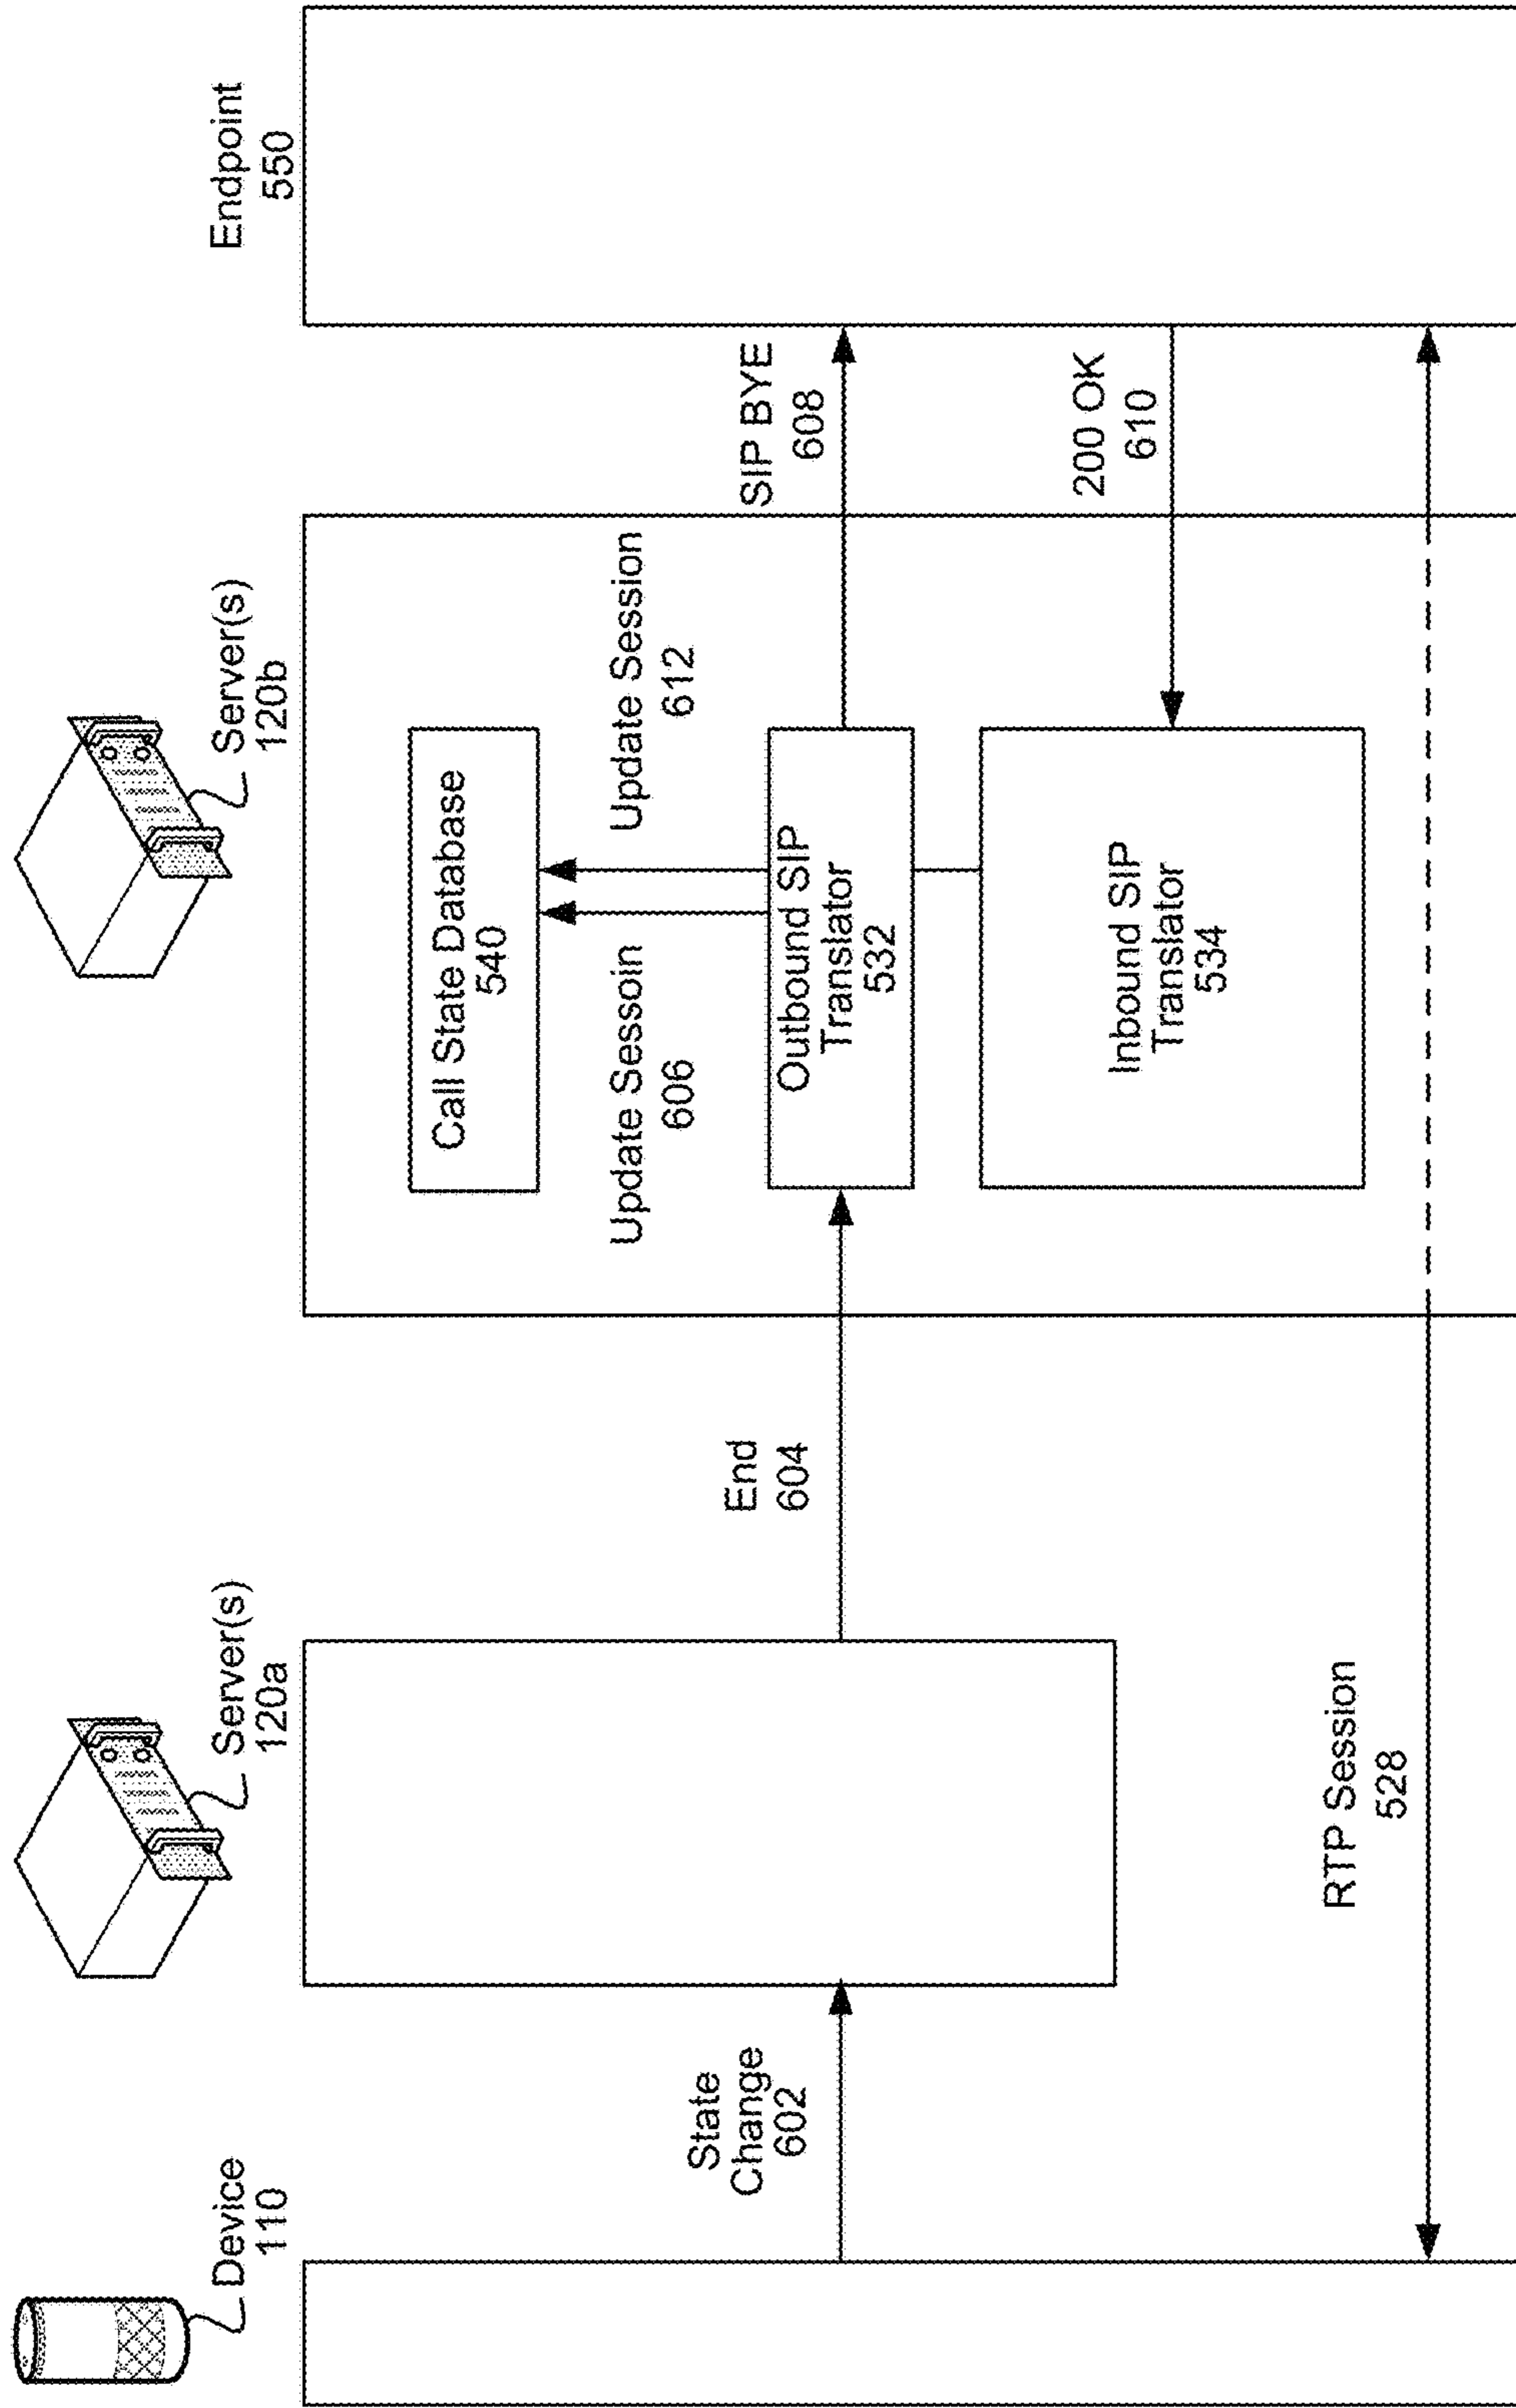 Device
110
Server(s)
120a
Server(s)
120b
Endpoint
550
Call State Database
540
Update Sessoin
606
Update Session
612
State
Change
602
End
604
Outbound SIP
Translator
532
SIP BYE
608
Inbound SIP
Translator
534
200 OK
610
RTP Session
528